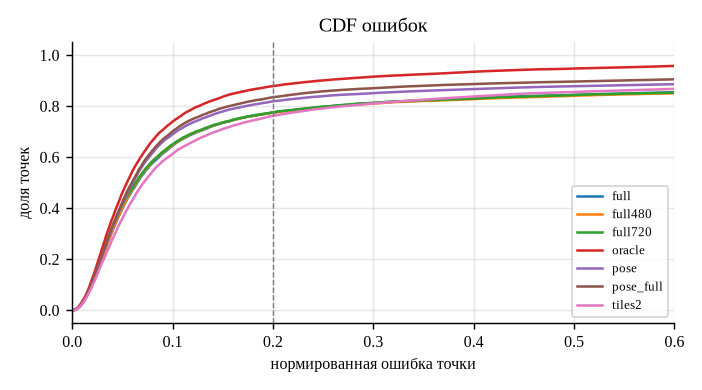 CDF ошибок
1.0
0.8
0.6
0.4
0.2
0.0
доля точек
0.0 0.1 0.2 0.3 0.4 0.5 0.6
нормированная ошибка точки
full
full480
full720
oracle
pose
pose_full
tiles2